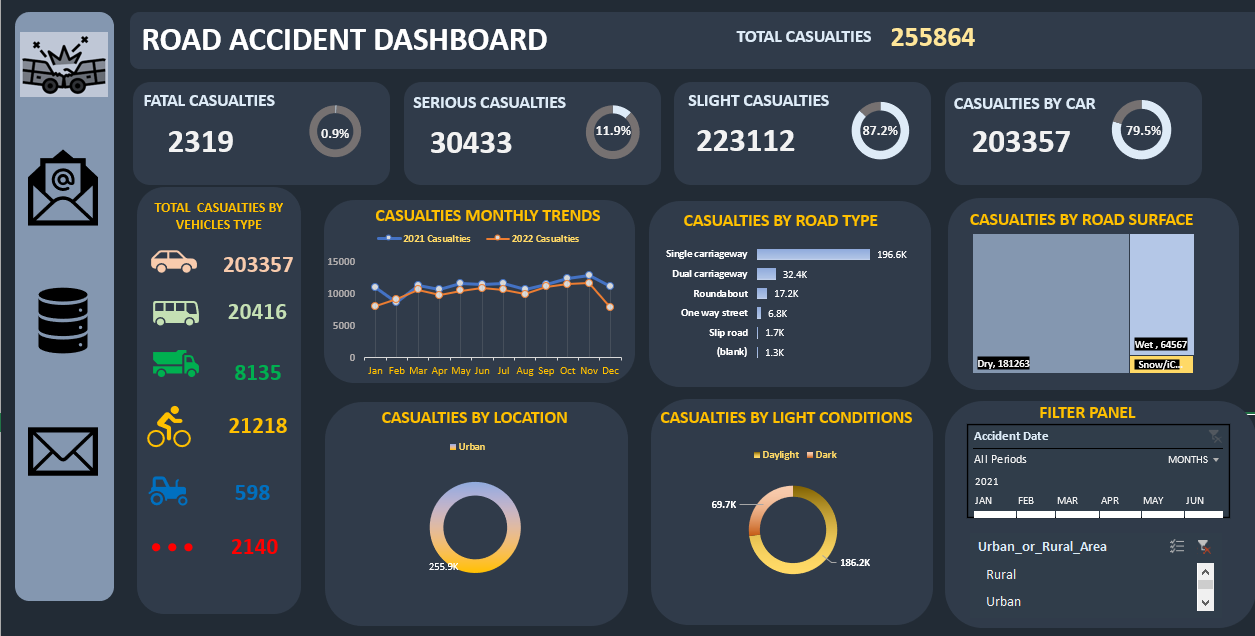 ROAD ACCIDENT DASHBOARD
TOTAL CASUALTIES 255864
FATAL CASUALTIES
2319
0.9%
SERIOUS CASUALTIES
30433
11.9%
SLIGHT CASUALTIES
223112
87.2%
CASUALTIES BY CAR
203357
79.5%
@
TOTAL CASUALTIES BY
VEHICLES TYPE
203357
20416
8135
21218
598
2140
CASUALTIES MONTHLY TRENDS
2021 Casualties 2022 Casualties
15000
10000
5000
0
Jan Feb Mar Apr May Jun Jul Aug Sep Oct Nov Dec
CASUALTIES BY ROAD TYPE
Single carriageway 196.6K
Dual carriageway 32.4K
Roundabout 17.2K
One way street 6.8K
Slip road 1.7K
(blank) 1.3K
CASUALTIES BY ROAD SURFACE
Dry, 181263
Wet , 64567
Snow/iC...
CASUALTIES BY LOCATION
Urban
255.9K
CASUALTIES BY LIGHT CONDITIONS
Daylight Dark
69.7K
186.2K
FILTER PANEL
Accident Date
All Periods MONTHS
2021
JAN FEB MAR APR MAY JUN
Urban_or_Rural_Area
Rural
Urban